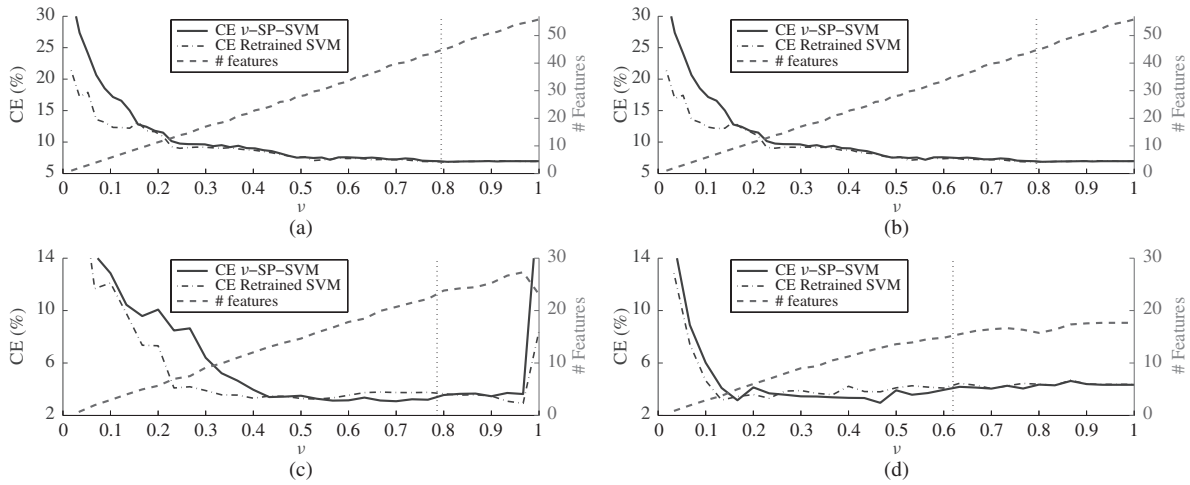 CE (%)
30
25
20
15
10
5
CE ν−SP−SVM
CE Retrained SVM
# features
50
40
30
20
10
0
# Features
0 0.1 0.2 0.3 0.4 0.5 0.6 0.7 0.8 0.9 1
ν
(a)
CE (%)
30
25
20
15
10
5
CE ν−SP−SVM
CE Retrained SVM
# features
50
40
30
20
10
0
# Features
0 0.1 0.2 0.3 0.4 0.5 0.6 0.7 0.8 0.9 1
ν
(b)
CE (%)
14
10
6
2
CE ν−SP−SVM
CE Retrained SVM
# features
30
20
10
0
# Features
0 0.1 0.2 0.3 0.4 0.5 0.6 0.7 0.8 0.9 1
ν
(c)
CE (%)
14
10
6
2
CE ν−SP−SVM
CE Retrained SVM
# features
30
20
10
0
# Features
0 0.1 0.2 0.3 0.4 0.5 0.6 0.7 0.8 0.9 1
ν
(d)